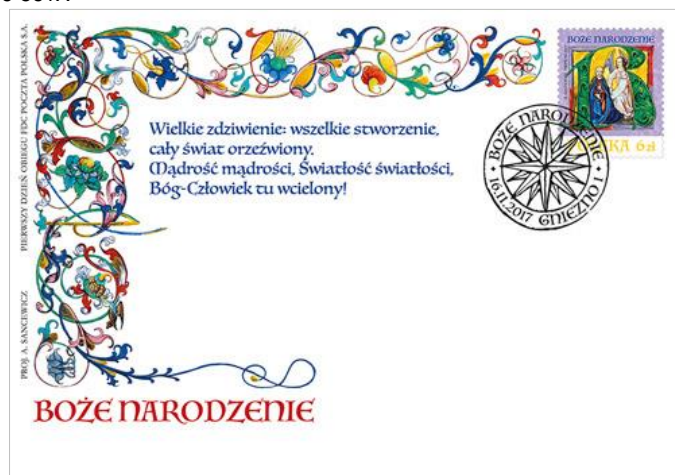 PIERWSZY DZIEŃ OBIEGU FDC POCZTA POLSKA S.A.
PROJ. A. SANCEWICZ
Wielkie zdziwienie: wszelkie stworzenie,
cały świat orzeźwiony.
Mądrość mądrości, Światłość światłości,
Bóg-Człowiek tu wcielony!
BOŻE NARODZENIE
6zł
BOŻE NARODZENIE
16.11.2017 GNIEZNO 1
BOŻE NARODZENIE